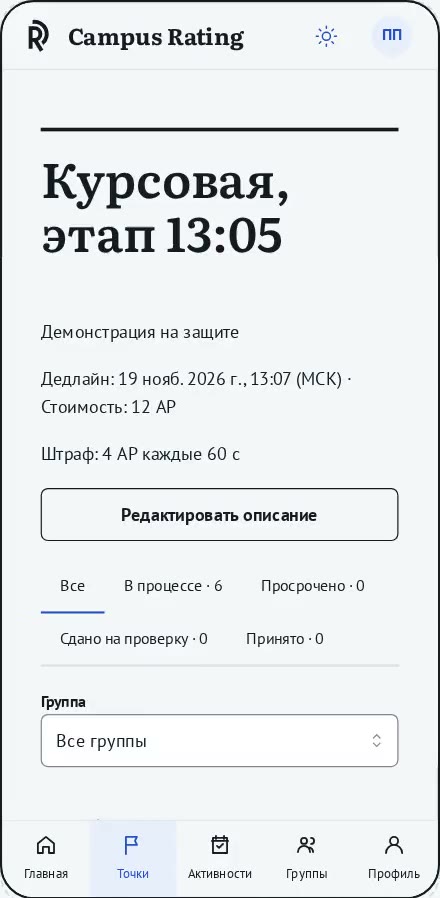 Campus Rating
ПП
Курсовая,
этап 13:05
Демонстрация на защите
Дедлайн: 19 нояб. 2026 г., 13:07 (МСК) ·
Стоимость: 12 AP
Штраф: 4 AP каждые 60 с
Редактировать описание
Все
В процессе · 6
Просрочено · 0
Сдано на проверку · 0
Принято · 0
Группа
Все группы
Главная
Точки
Активности
Группы
Профиль